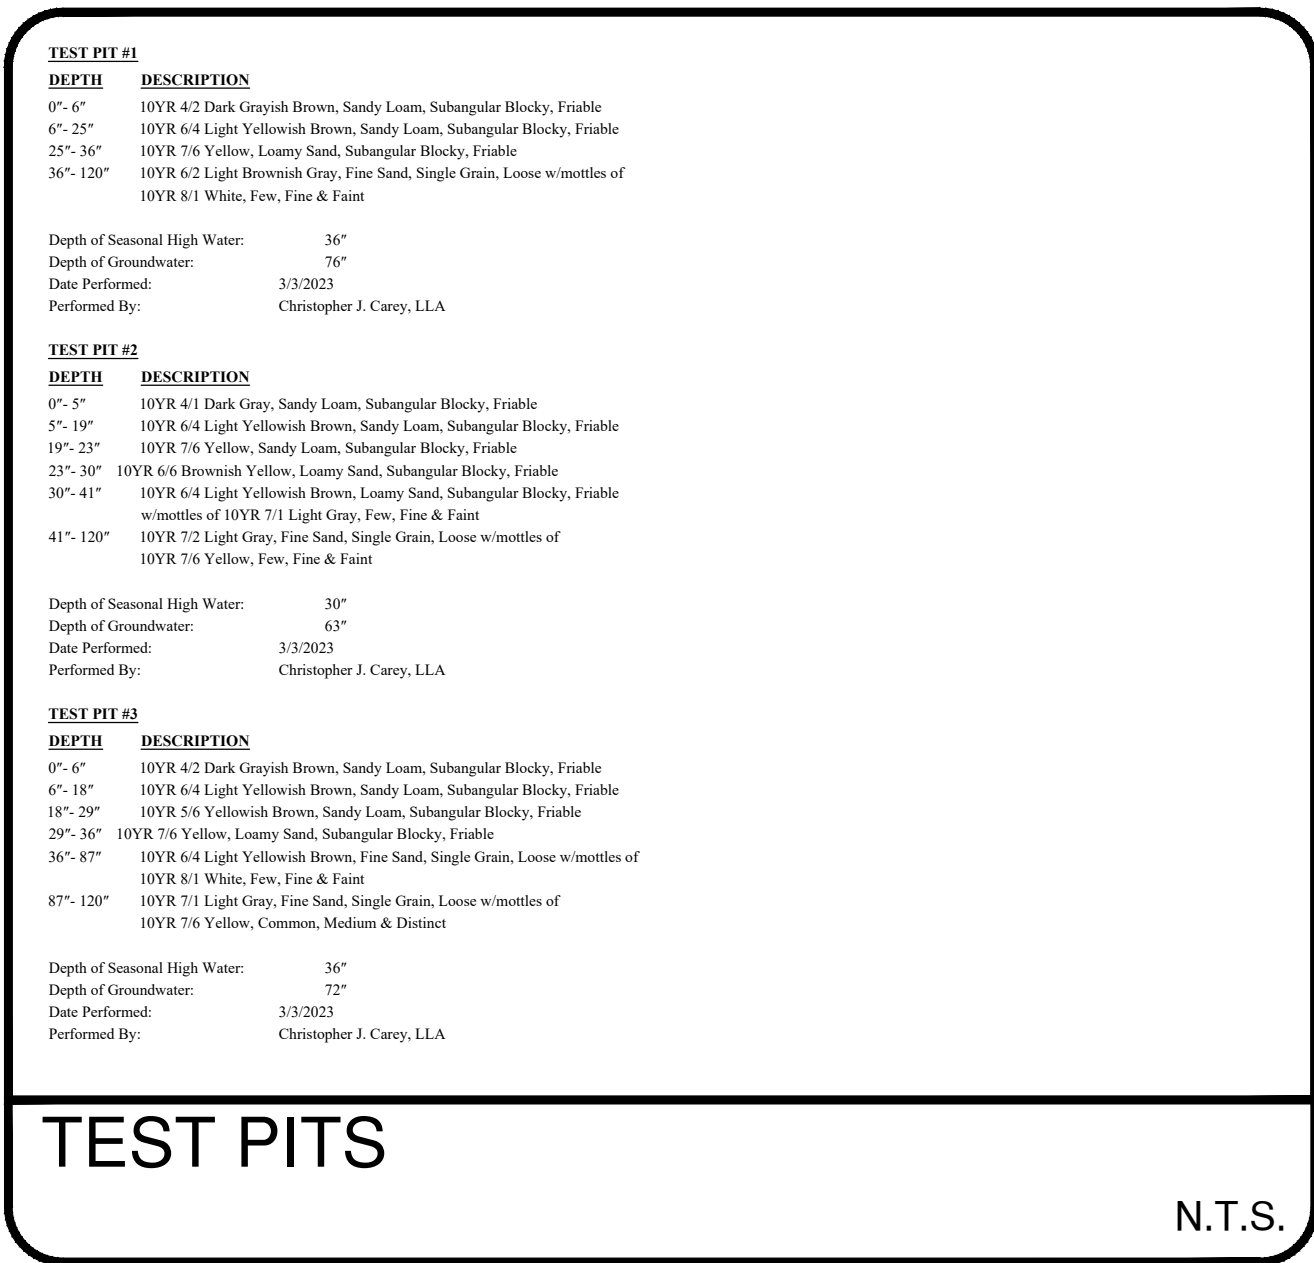 TEST PIT #1
DEPTH DESCRIPTION
0"- 6" 10YR 4/2 Dark Grayish Brown, Sandy Loam, Subangular Blocky, Friable
6"- 25" 10YR 6/4 Light Yellowish Brown, Sandy Loam, Subangular Blocky, Friable
25"- 36" 10YR 7/6 Yellow, Loamy Sand, Subangular Blocky, Friable
36"- 120" 10YR 6/2 Light Brownish Gray, Fine Sand, Single Grain, Loose w/mottles of
10YR 8/1 White, Few, Fine & Faint
Depth of Seasonal High Water: 36"
Depth of Groundwater: 76"
Date Performed: 3/3/2023
Performed By: Christopher J. Carey, LLA
TEST PIT #2
DEPTH DESCRIPTION
0"- 5" 10YR 4/1 Dark Gray, Sandy Loam, Subangular Blocky, Friable
5"- 19" 10YR 6/4 Light Yellowish Brown, Sandy Loam, Subangular Blocky, Friable
19"- 23" 10YR 7/6 Yellow, Sandy Loam, Subangular Blocky, Friable
23"- 30" 10YR 6/6 Brownish Yellow, Loamy Sand, Subangular Blocky, Friable
30"- 41" 10YR 6/4 Light Yellowish Brown, Loamy Sand, Subangular Blocky, Friable
w/mottles of 10YR 7/1 Light Gray, Few, Fine & Faint
41"- 120" 10YR 7/2 Light Gray, Fine Sand, Single Grain, Loose w/mottles of
10YR 7/6 Yellow, Few, Fine & Faint
Depth of Seasonal High Water: 30"
Depth of Groundwater: 63"
Date Performed: 3/3/2023
Performed By: Christopher J. Carey, LLA
TEST PIT #3
DEPTH DESCRIPTION
0"- 6" 10YR 4/2 Dark Grayish Brown, Sandy Loam, Subangular Blocky, Friable
6"- 18" 10YR 6/4 Light Yellowish Brown, Sandy Loam, Subangular Blocky, Friable
18"- 29" 10YR 5/6 Yellowish Brown, Sandy Loam, Subangular Blocky, Friable
29"- 36" 10YR 7/6 Yellow, Loamy Sand, Subangular Blocky, Friable
36"- 87" 10YR 6/4 Light Yellowish Brown, Fine Sand, Single Grain, Loose w/mottles of
10YR 8/1 White, Few, Fine & Faint
87"- 120" 10YR 7/1 Light Gray, Fine Sand, Single Grain, Loose w/mottles of
10YR 7/6 Yellow, Common, Medium & Distinct
Depth of Seasonal High Water: 36"
Depth of Groundwater: 72"
Date Performed: 3/3/2023
Performed By: Christopher J. Carey, LLA
TEST PITS
N.T.S.